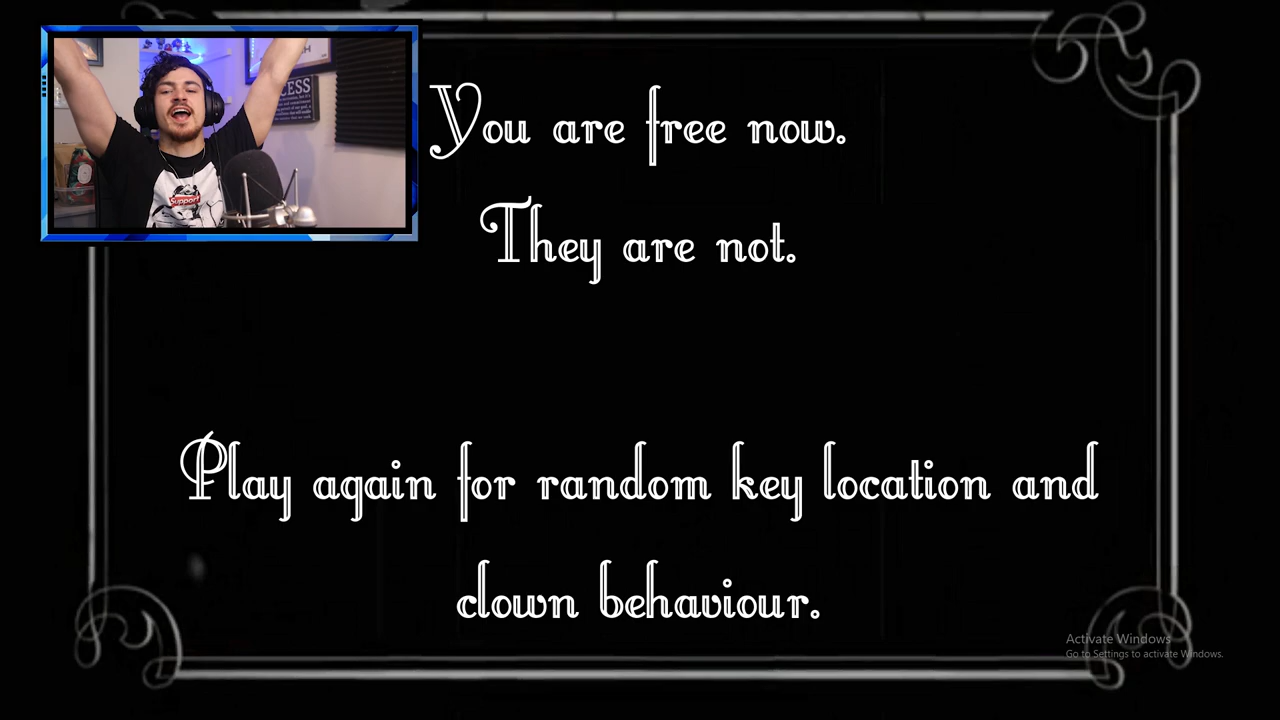 You are free now.
They are not.
Play again for random key location and
clown behaviour.
Support
Activate Windows
Go to Settings to activate Windows.